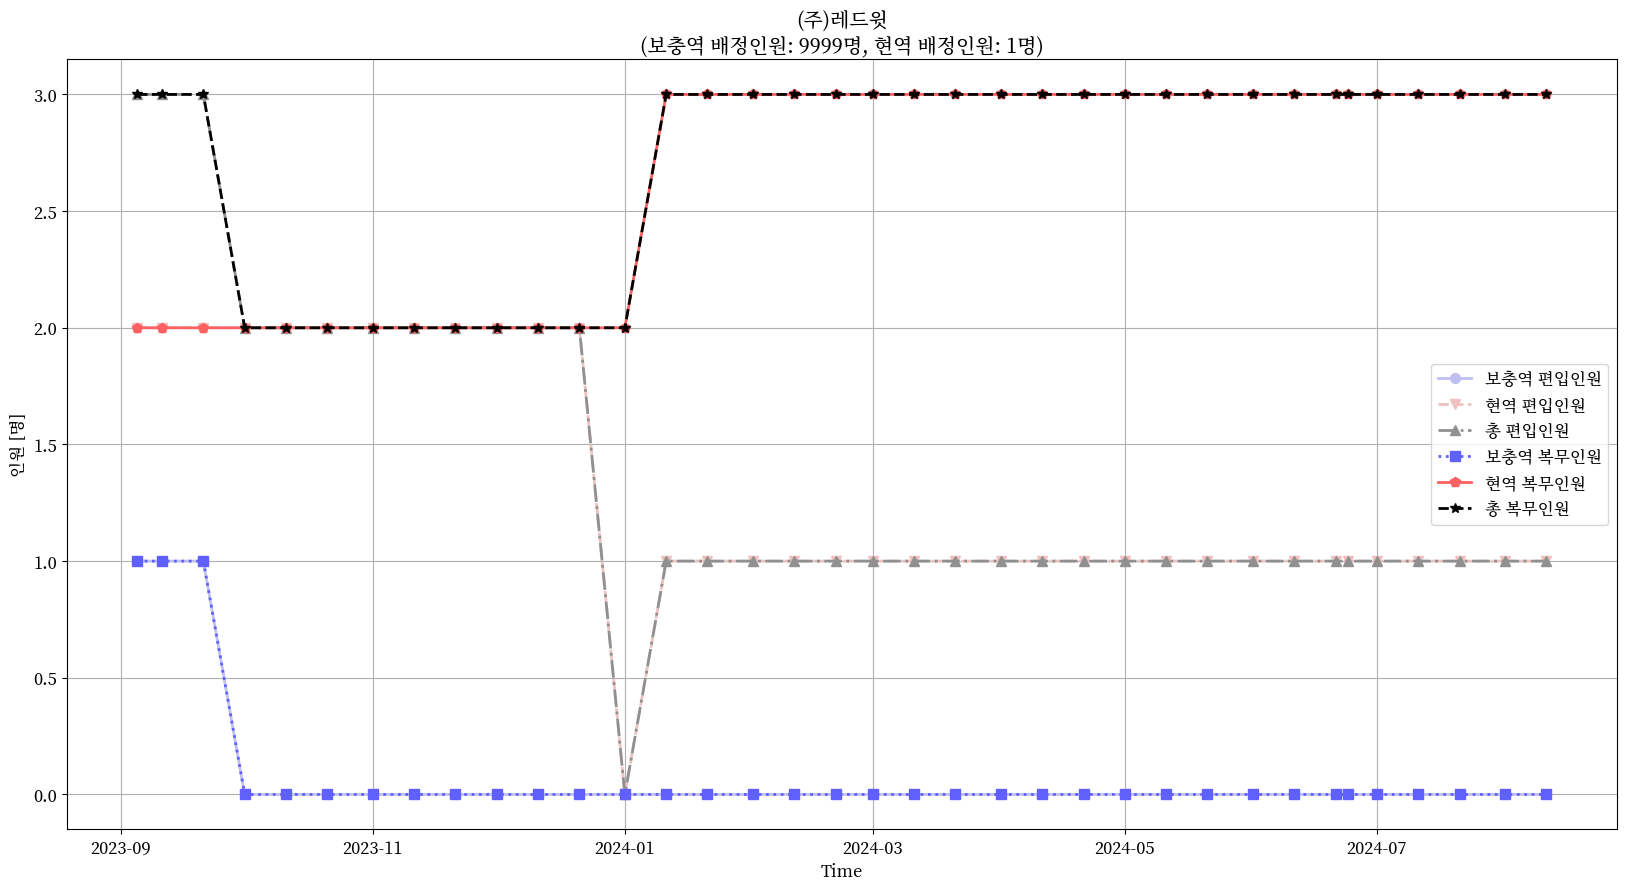 (주)레드윗
(보충역 배정인원: 9999명, 현역 배정인원: 1명)
3.0
2.5
2.0
1.5
1.0
0.5
0.0
인원 [명]
보충역 편입인원
현역 편입인원
총 편입인원
보충역 복무인원
현역 복무인원
총 복무인원
2023-09
2023-11
2024-01
2024-03
2024-05
2024-07
Time